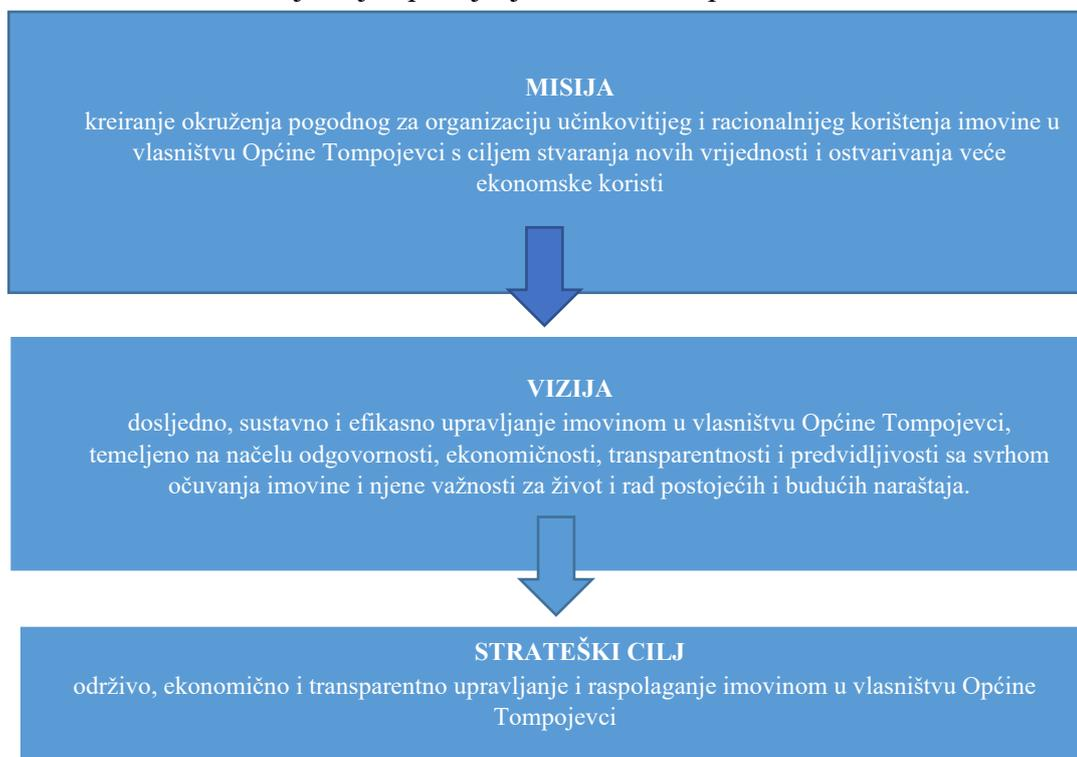 MISIJA
kreiranje okruženja pogodnog za organizaciju učinkovitijeg i racionalnijeg korištenja imovine u
vlasništvu Općine Tompojevci s ciljem stvaranja novih vrijednosti i ostvarivanja veće
ekonomske koristi
VIZIJA
dosljedno, sustavno i efikasno upravljanje imovinom u vlasništvu Općine Tompojevci,
temeljeno na načelu odgovornosti, ekonomičnosti, transparentnosti i predvidljivosti sa svrhom
očuvanja imovine i njene važnosti za život i rad postojećih i budućih naraštaja.
STRATEŠKI CILJ
održivo, ekonomično i transparentno upravljanje i raspolaganje imovinom u vlasništvu Općine
Tompojevci